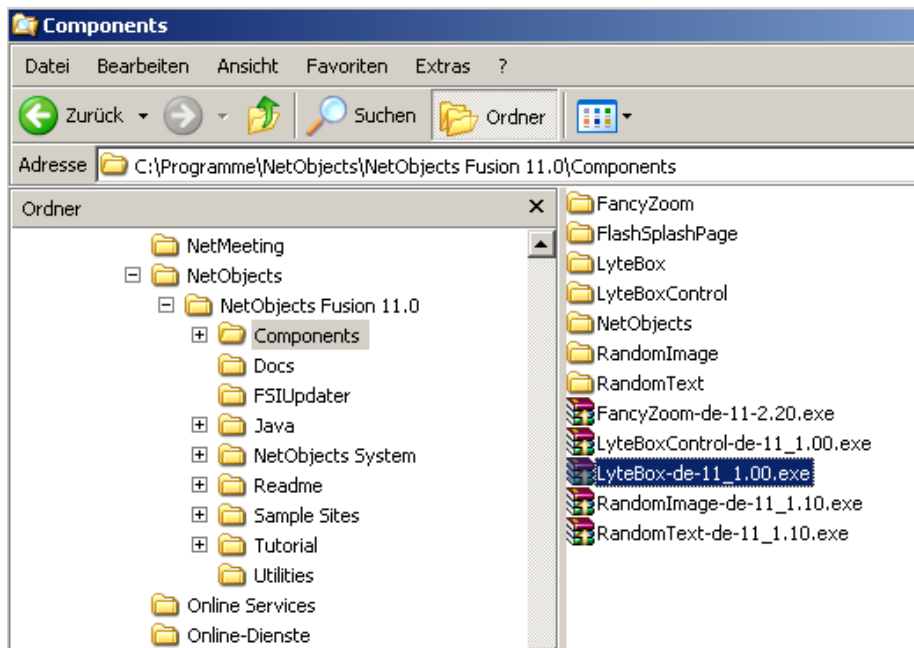 Components
Datei Bearbeiten Ansicht Favoriten Extras ?
Zurück Suchen Ordner
Adresse C:\Programme\NetObjects\NetObjects Fusion 11.0\Components
Ordner
NetMeeting
NetObjects
NetObjects Fusion 11.0
Components
Docs
FSIUpdater
Java
NetObjects System
Readme
Sample Sites
Tutorial
Utilities
Online Services
Online-Dienste
FancyZoom
FlashSplashPage
LyteBox
LyteBoxControl
NetObjects
RandomImage
RandomText
FancyZoom-de-11-2.20.exe
LyteBoxControl-de-11_1.00.exe
LyteBox-de-11_1.00.exe
RandomImage-de-11_1.10.exe
RandomText-de-11_1.10.exe